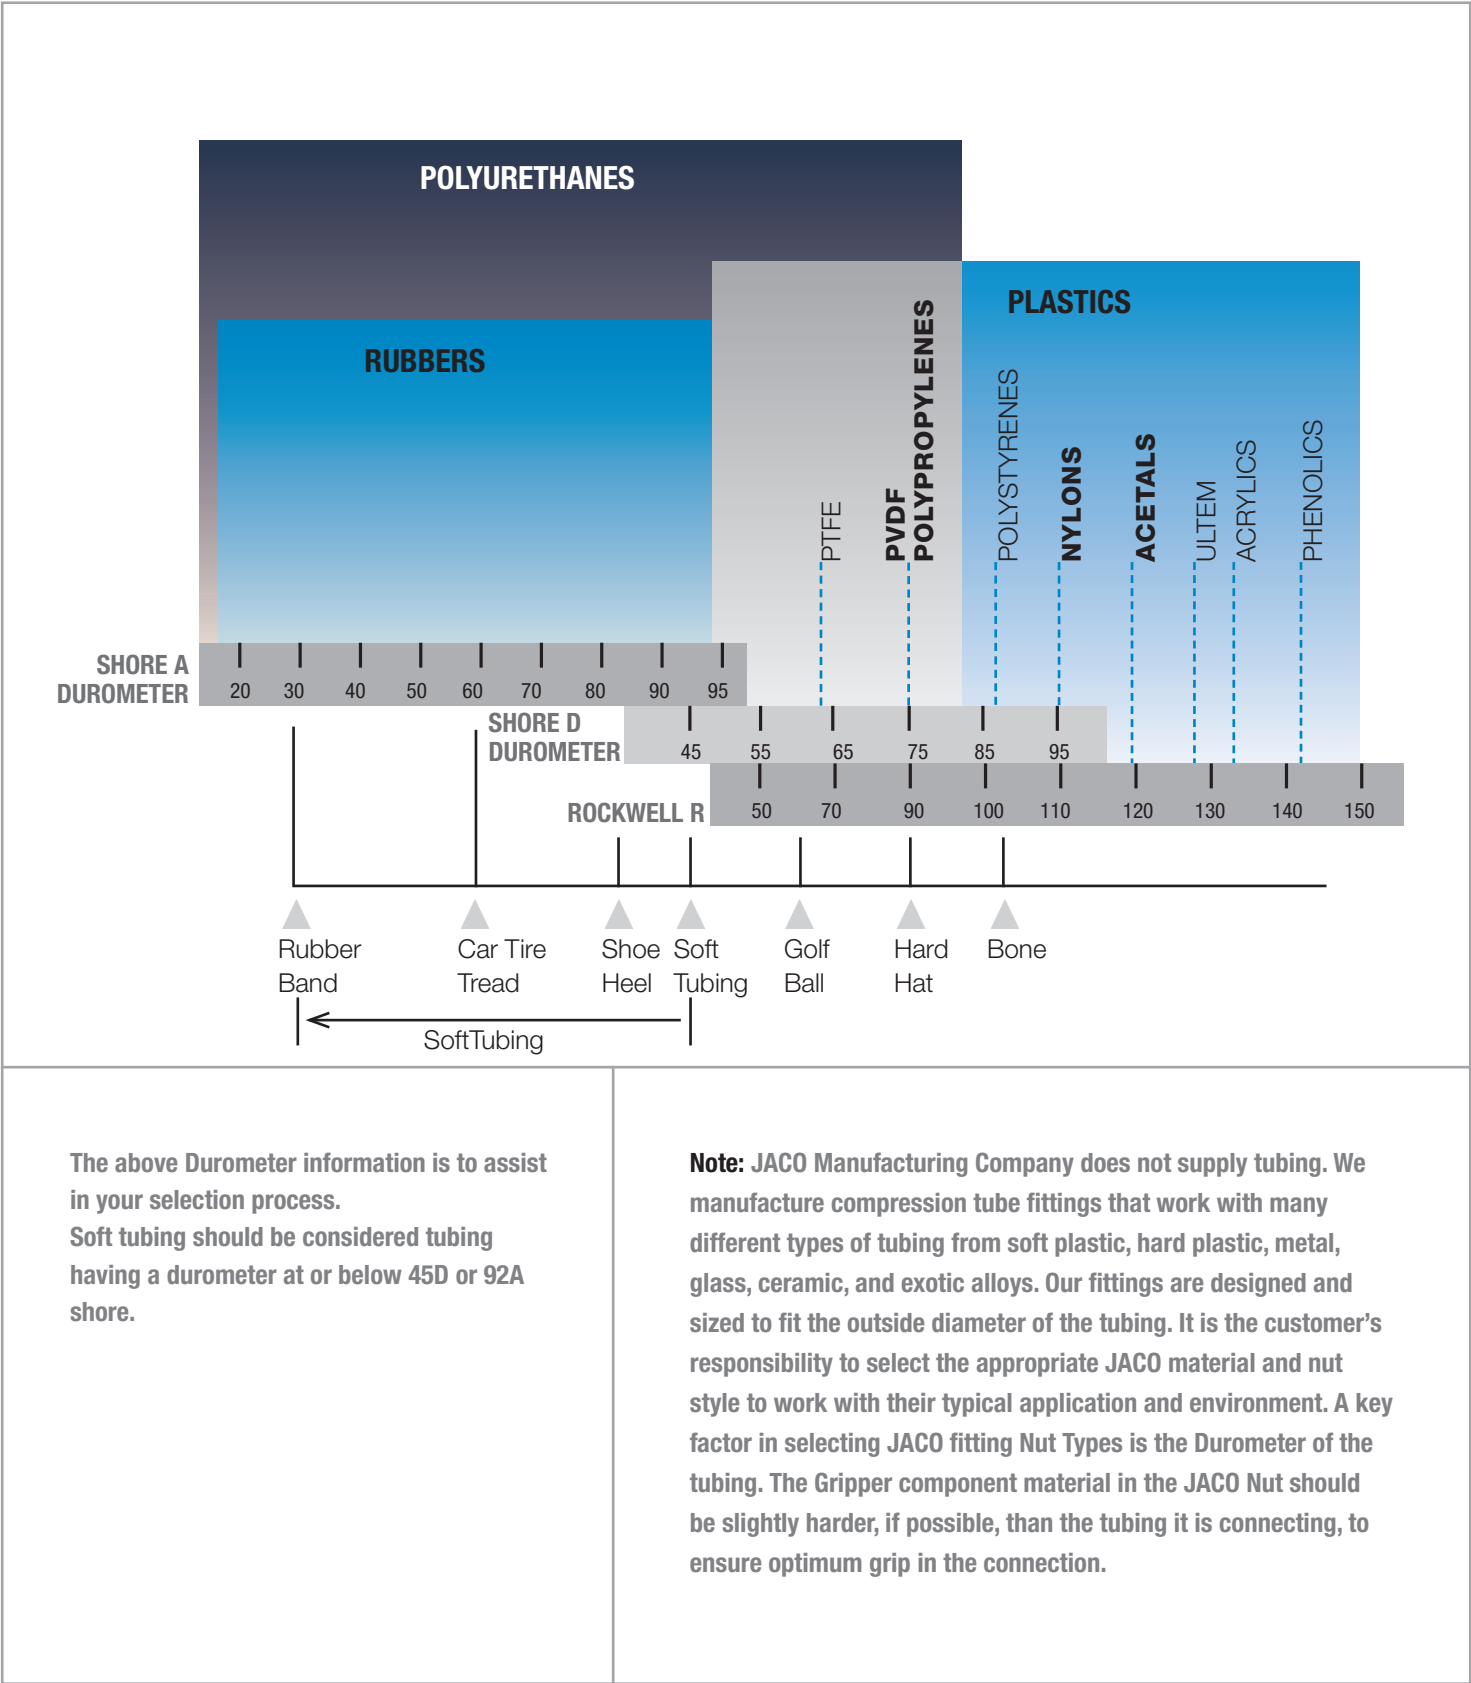 POLYURETHANES
PLASTICS
RUBBERS
PTFE
PVDF
POLYPROPYLENES
POLYSTYRENES
NYLONS
ACETALS
ULTEM
ACRYLICS
PHENOLICS
SHORE A
DUROMETER
20 30 40 50 60 70 80 90 95
SHORE D
DUROMETER
45 55 65 75 85 95
ROCKWELL R
50 70 90 100 110 120 130 140 150
Rubber
Band
Car Tire
Tread
Shoe
Heel
Soft
Tubing
Golf
Ball
Hard
Hat
Bone
SoftTubing
The above Durometer information is to assist
in your selection process.
Soft tubing should be considered tubing
having a durometer at or below 45D or 92A
shore.
Note: JACO Manufacturing Company does not supply tubing. We
manufacture compression tube fittings that work with many
different types of tubing from soft plastic, hard plastic, metal,
glass, ceramic, and exotic alloys. Our fittings are designed and
sized to fit the outside diameter of the tubing. It is the customer’s
responsibility to select the appropriate JACO material and nut
style to work with their typical application and environment. A key
factor in selecting JACO fitting Nut Types is the Durometer of the
tubing. The Gripper component material in the JACO Nut should
be slightly harder, if possible, than the tubing it is connecting, to
ensure optimum grip in the connection.